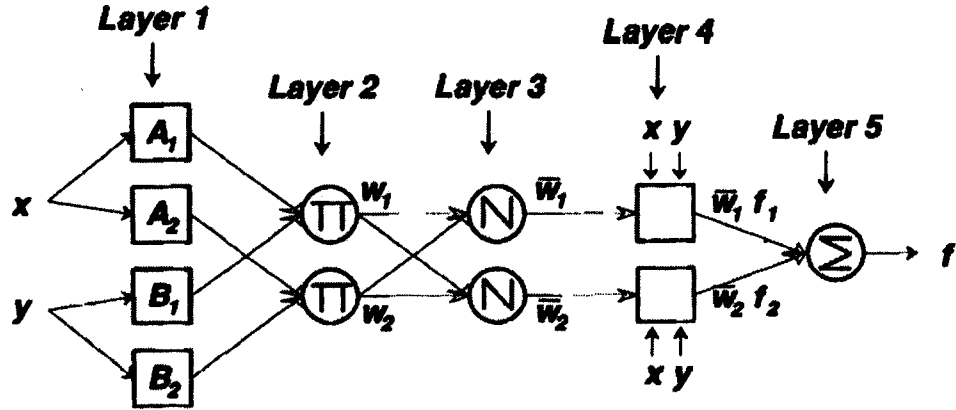 Layer 1
Layer 2
Layer 3
Layer 4
Layer 5
x y
A₁
x
A₂
Π w₁
N w̅₁
w̅₁ f₁
Σ
f
y
B₁
Π w₂
N w̅₂
w̅₂ f₂
B₂
x y